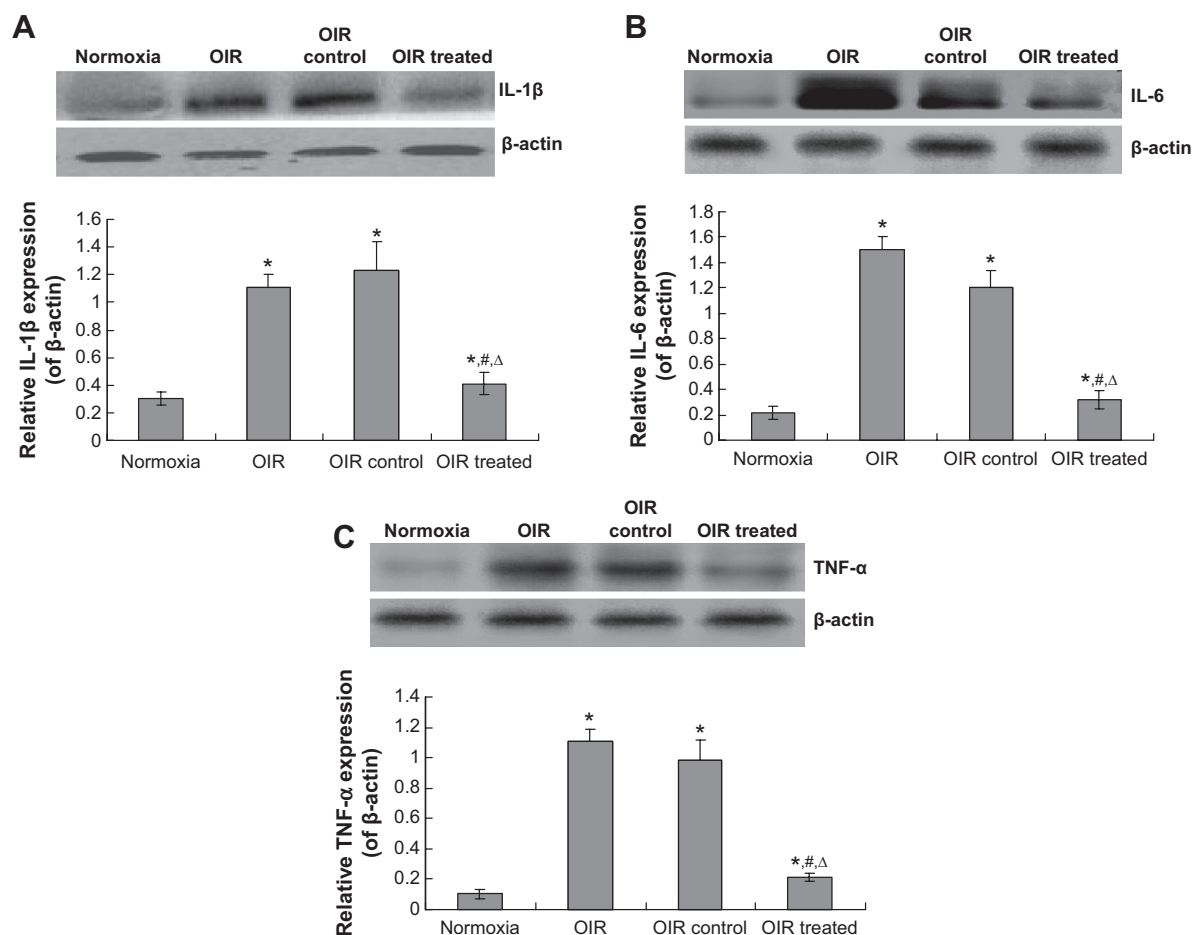 A
Normoxia
OIR
OIR
control
OIR treated
IL-1β
β-actin
Relative IL-1β expression
(of β-actin)
1.6
1.4
1.2
1
0.8
0.6
0.4
0.2
0
*
*
*,#,Δ
Normoxia
OIR
OIR control
OIR treated
B
Normoxia
OIR
OIR
control
OIR treated
IL-6
β-actin
Relative IL-6 expression
(of β-actin)
1.8
1.6
1.4
1.2
1
0.8
0.6
0.4
0.2
0
*
*
*,#,Δ
Normoxia
OIR
OIR control
OIR treated
C
Normoxia
OIR
OIR
control
OIR treated
TNF-α
β-actin
Relative TNF-α expression
(of β-actin)
1.4
1.2
1
0.8
0.6
0.4
0.2
0
*
*
*,#,Δ
Normoxia
OIR
OIR control
OIR treated